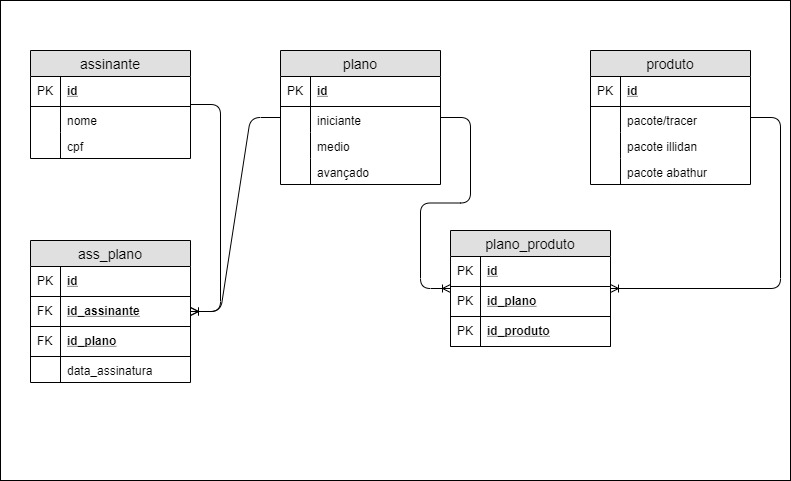 assinante
PK id
nome
cpf
plano
PK id
iniciante
medio
avançado
produto
PK id
pacote/tracer
pacote illidan
pacote abathur
ass_plano
PK id
FK id_assinante
FK id_plano
data_assinatura
plano_produto
PK id
PK id_plano
PK id_produto